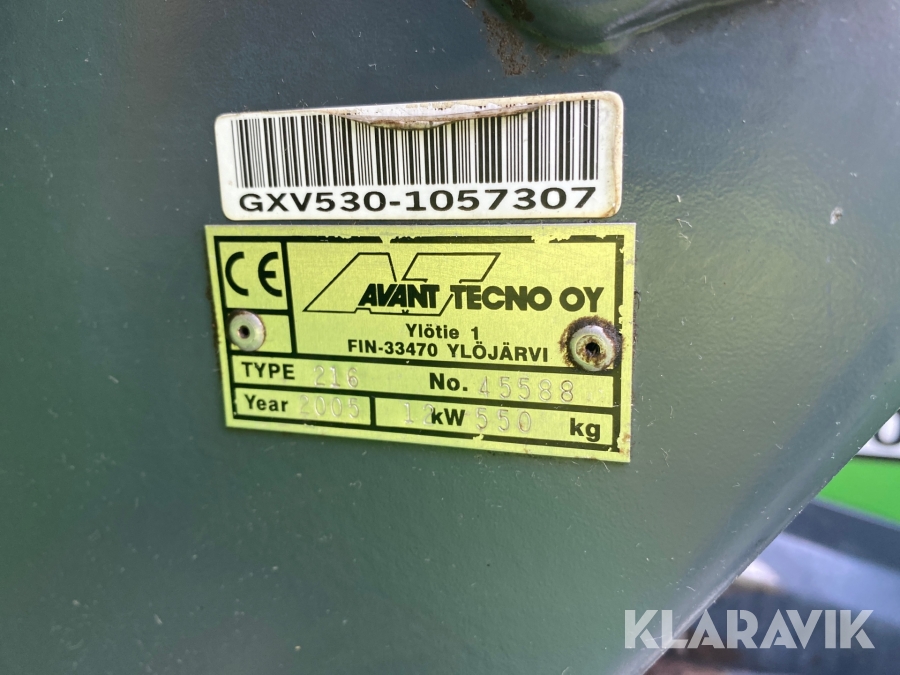 GXV530-1057307
CE
AVANT TECNO OY
Ylötie 1
FIN-33470 YLÖJÄRVI
TYPE 216 No. 45588
Year 2005 12 kW 550 kg
KLARAVIK